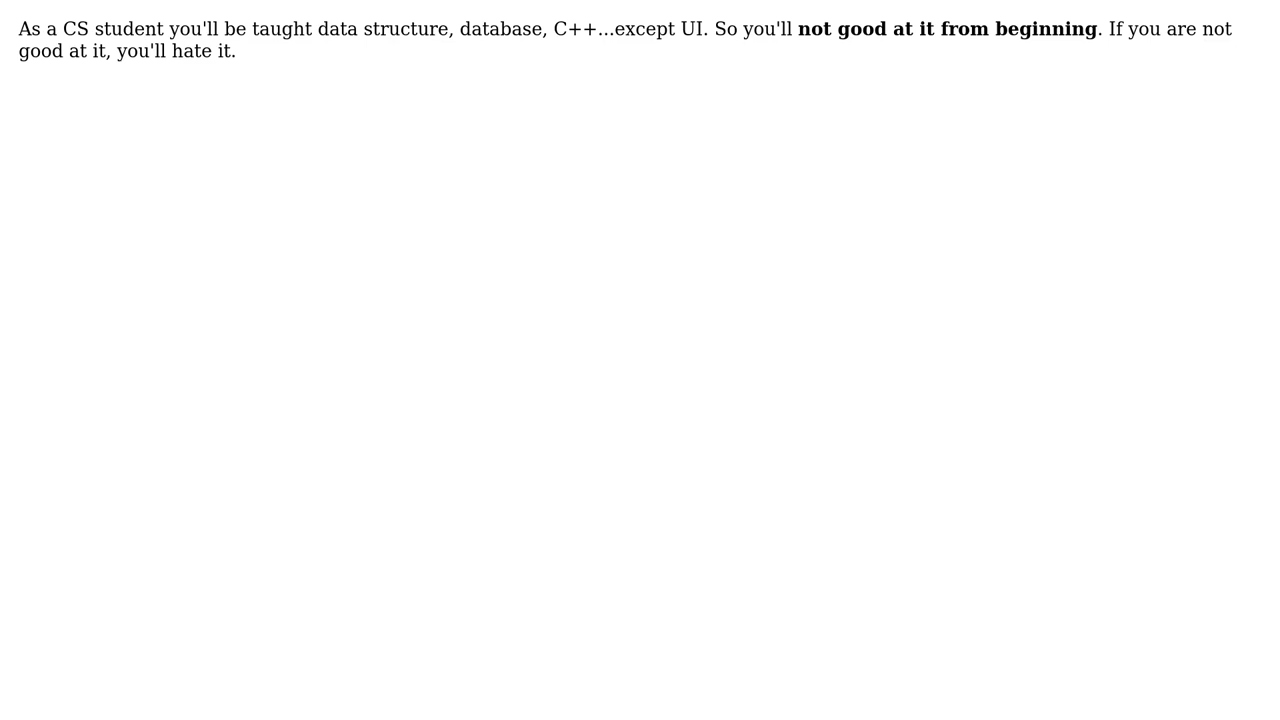 As a CS student you'll be taught data structure, database, C++...except UI. So you'll not good at it from beginning. If you are not
good at it, you'll hate it.